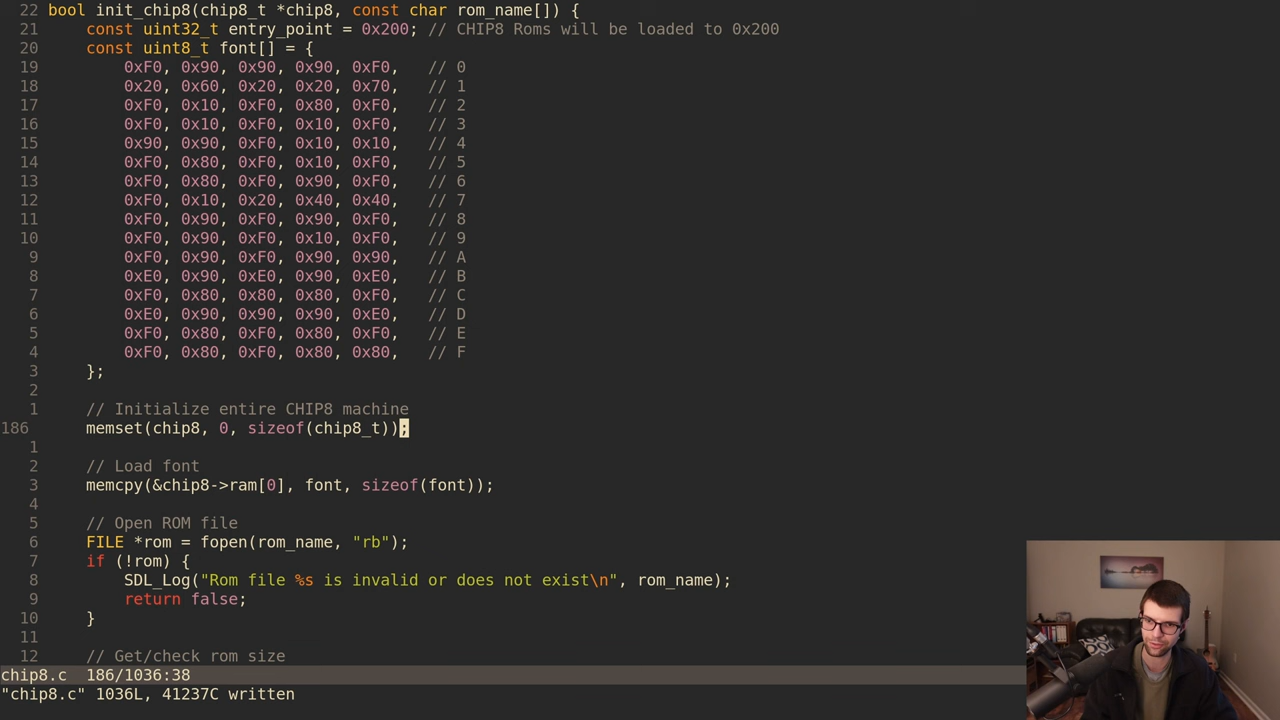 22 bool init_chip8(chip8_t *chip8, const char rom_name[]) {
21 const uint32_t entry_point = 0x200; // CHIP8 Roms will be loaded to 0x200
20 const uint8_t font[] = {
19 0xF0, 0x90, 0x90, 0x90, 0xF0, // 0
18 0x20, 0x60, 0x20, 0x20, 0x70, // 1
17 0xF0, 0x10, 0xF0, 0x80, 0xF0, // 2
16 0xF0, 0x10, 0xF0, 0x10, 0xF0, // 3
15 0x90, 0x90, 0xF0, 0x10, 0x10, // 4
14 0xF0, 0x80, 0xF0, 0x10, 0xF0, // 5
13 0xF0, 0x80, 0xF0, 0x90, 0xF0, // 6
12 0xF0, 0x10, 0x20, 0x40, 0x40, // 7
11 0xF0, 0x90, 0xF0, 0x90, 0xF0, // 8
10 0xF0, 0x90, 0xF0, 0x10, 0xF0, // 9
9 0xF0, 0x90, 0xF0, 0x90, 0x90, // A
8 0xE0, 0x90, 0xE0, 0x90, 0xE0, // B
7 0xF0, 0x80, 0x80, 0x80, 0xF0, // C
6 0xE0, 0x90, 0x90, 0x90, 0xE0, // D
5 0xF0, 0x80, 0xF0, 0x80, 0xF0, // E
4 0xF0, 0x80, 0xF0, 0x80, 0x80, // F
3 };
2
1 // Initialize entire CHIP8 machine
186 memset(chip8, 0, sizeof(chip8_t));
1
2 // Load font
3 memcpy(&chip8->ram[0], font, sizeof(font));
4
5 // Open ROM file
6 FILE *rom = fopen(rom_name, "rb");
7 if (!rom) {
8 SDL_Log("Rom file %s is invalid or does not exist\n", rom_name);
9 return false;
10 }
11
12 // Get/check rom size
chip8.c 186/1036:38
"chip8.c" 1036L, 41237C written